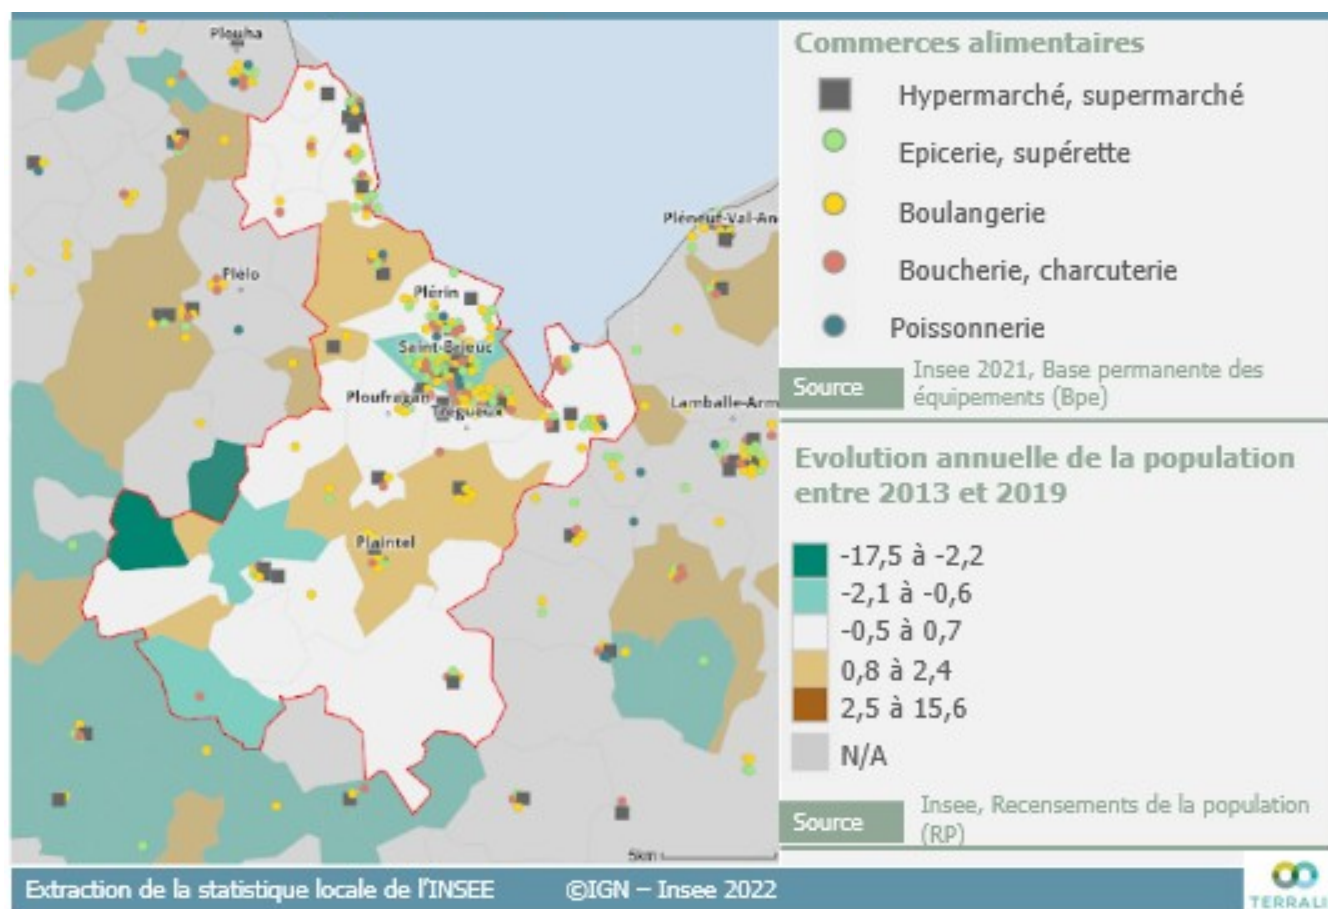 Plouha
Plélo
Pléneuf-Val-An
Plérin
Saint-Brieuc
Ploufragan
Trégueux
Lamballe-Arm
Plaintel
5km
Commerces alimentaires
Hypermarché, supermarché
Epicerie, supérette
Boulangerie
Boucherie, charcuterie
Poissonnerie
Source
Insee 2021, Base permanente des
équipements (Bpe)
Evolution annuelle de la population
entre 2013 et 2019
-17,5 à -2,2
-2,1 à -0,6
-0,5 à 0,7
0,8 à 2,4
2,5 à 15,6
N/A
Source
Insee, Recensements de la population
(RP)
Extraction de la statistique locale de l'INSEE
©IGN – Insee 2022
TERRALI